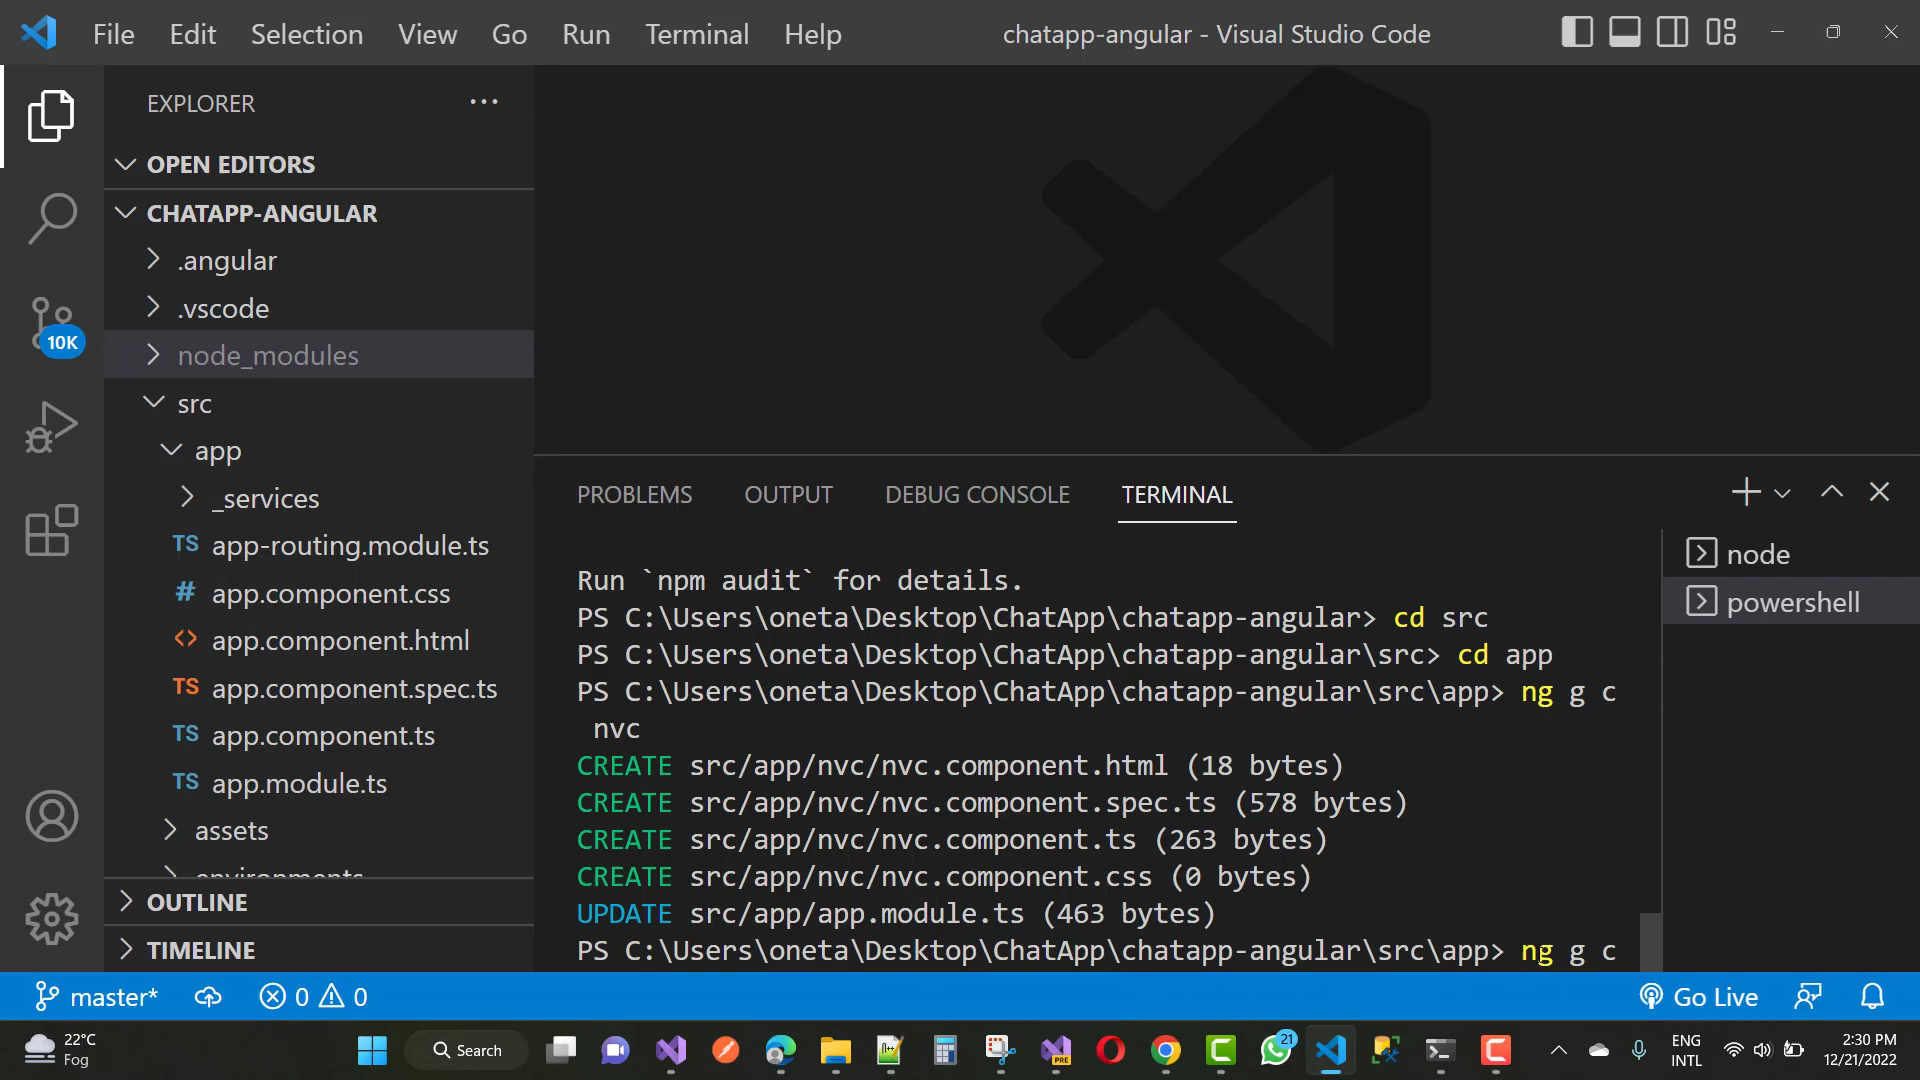 File Edit Selection View Go Run Terminal Help chatapp-angular - Visual Studio Code
EXPLORER
OPEN EDITORS
CHATAPP-ANGULAR
.angular
.vscode
node_modules
src
app
_services
TS app-routing.module.ts
# app.component.css
<> app.component.html
TS app.component.spec.ts
TS app.component.ts
TS app.module.ts
assets
environments
OUTLINE
TIMELINE
10K
PROBLEMS OUTPUT DEBUG CONSOLE TERMINAL
Run `npm audit` for details.
PS C:\Users\oneta\Desktop\ChatApp\chatapp-angular> cd src
PS C:\Users\oneta\Desktop\ChatApp\chatapp-angular\src> cd app
PS C:\Users\oneta\Desktop\ChatApp\chatapp-angular\src\app> ng g c
nvc
CREATE src/app/nvc/nvc.component.html (18 bytes)
CREATE src/app/nvc/nvc.component.spec.ts (578 bytes)
CREATE src/app/nvc/nvc.component.ts (263 bytes)
CREATE src/app/nvc/nvc.component.css (0 bytes)
UPDATE src/app/app.module.ts (463 bytes)
PS C:\Users\oneta\Desktop\ChatApp\chatapp-angular\src\app> ng g c
node
powershell
master* 0 0 Go Live
22°C
Fog
Search
PRE
21
ENG
INTL
2:30 PM
12/21/2022